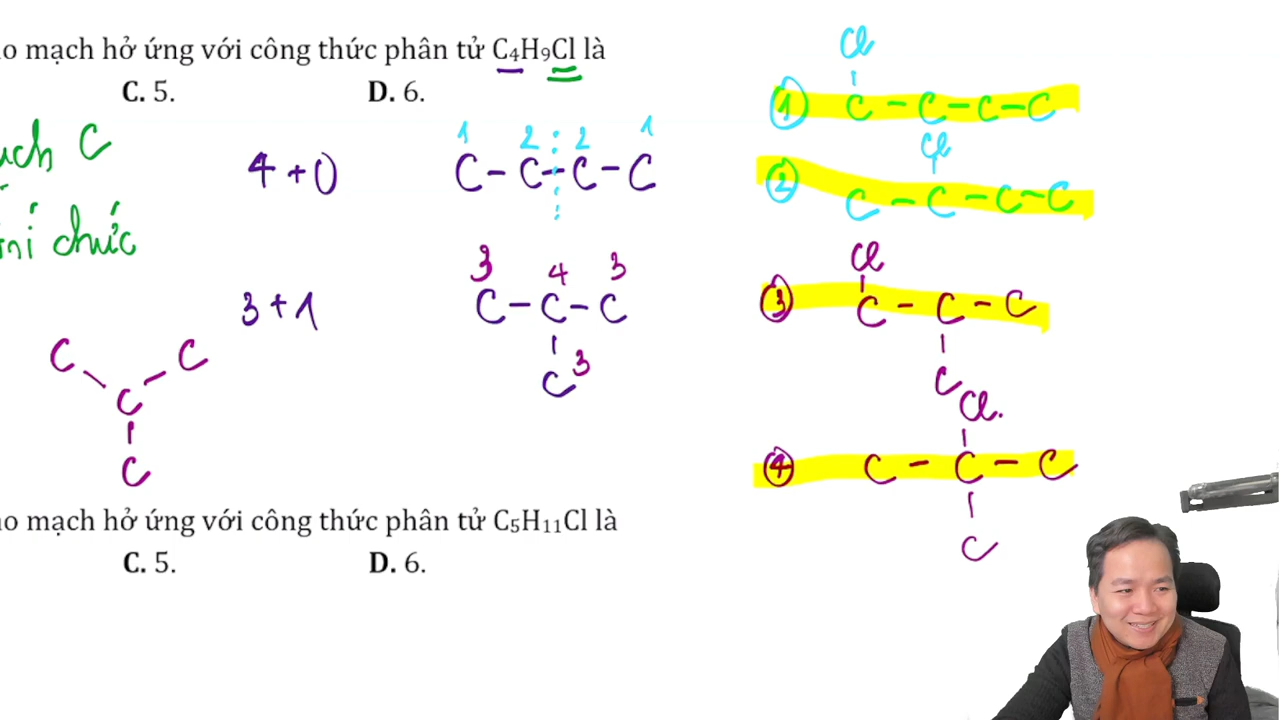 o mạch hở ứng với công thức phân tử C₄H₉Cl là
C. 5. D. 6.
ạch C
trí chức
4 + 0
1 2 2 1
C - C - C - C
3 + 1
3 4 3
C - C - C
C 3
C C
C
C
Cl
① C - C - C - C
Cl
② C - C - C - C
Cl
③ C - C - C
C
Cl.
④ C - C - C
C
o mạch hở ứng với công thức phân tử C₅H₁₁Cl là
C. 5. D. 6.